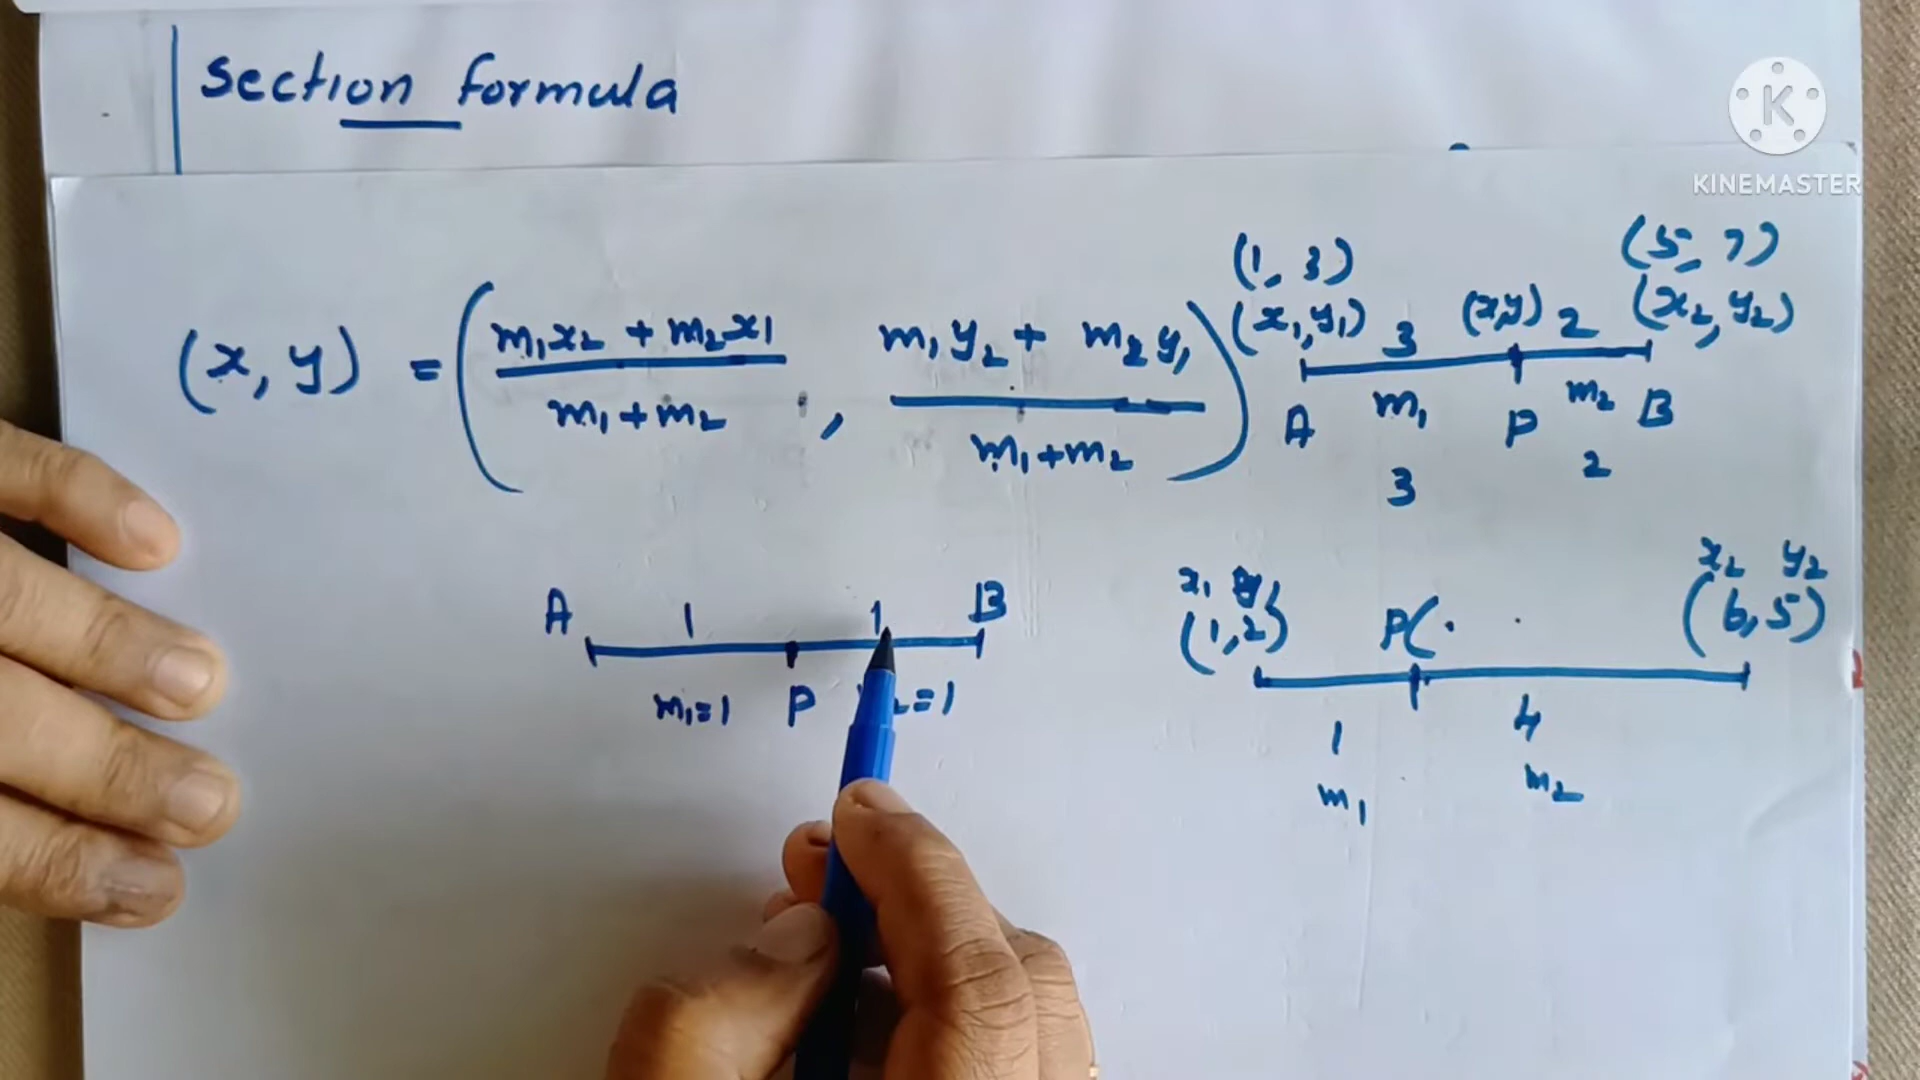 section formula
K
KINEMASTER
(x, y) = (m₁x₂ + m₂x₁ / m₁+m₂ , m₁y₂ + m₂y₁ / m₁+m₂)
(1, 3) (5, 7)
(x₁, y₁) 3 (x,y) 2 (x₂, y₂)
A m₁ P m₂ B
3 2
A 1 1 B
m₁=1 P ₂=1
x₁ y₁ x₂ y₂
(1,2) P( (6,5)
1 4
m₁ m₂